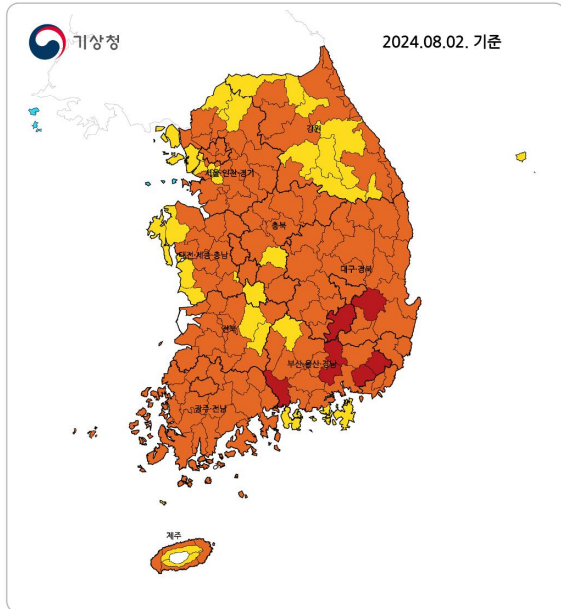 기상청
2024.08.02. 기준
강원
서울·인천·경기
충북
대전·세종·충남
대구·경북
전북
부산·울산·경남
광주·전남
제주